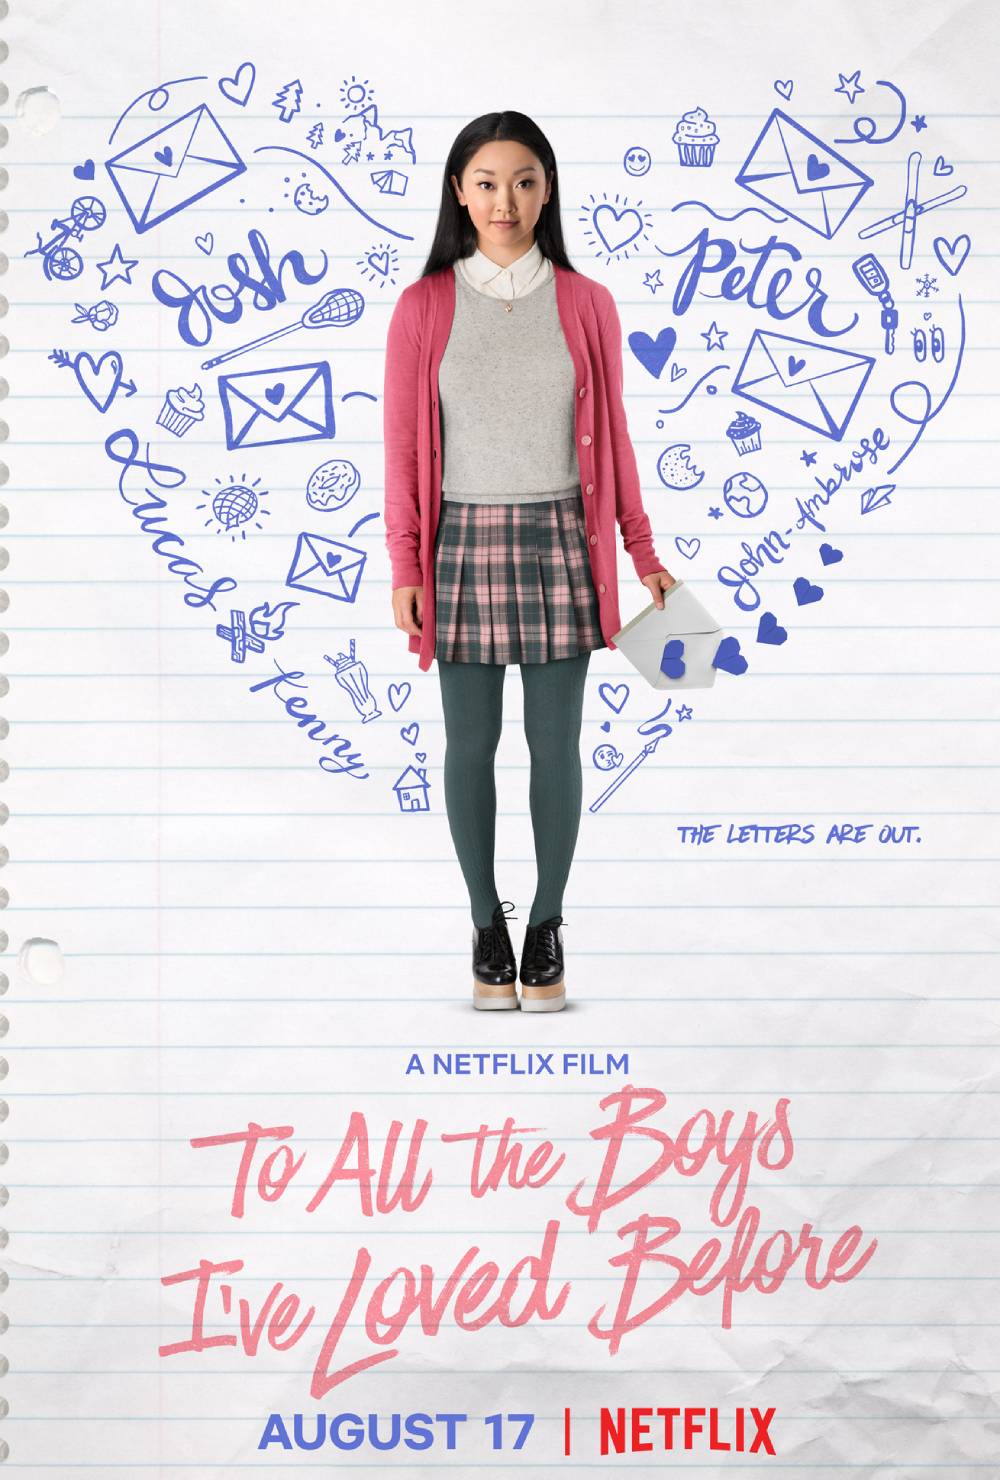 Josh
Peter
Lucas
John-Ambrose
Kenny
THE LETTERS ARE OUT.
A NETFLIX FILM
To All the Boys
I've Loved Before
AUGUST 17 | NETFLIX